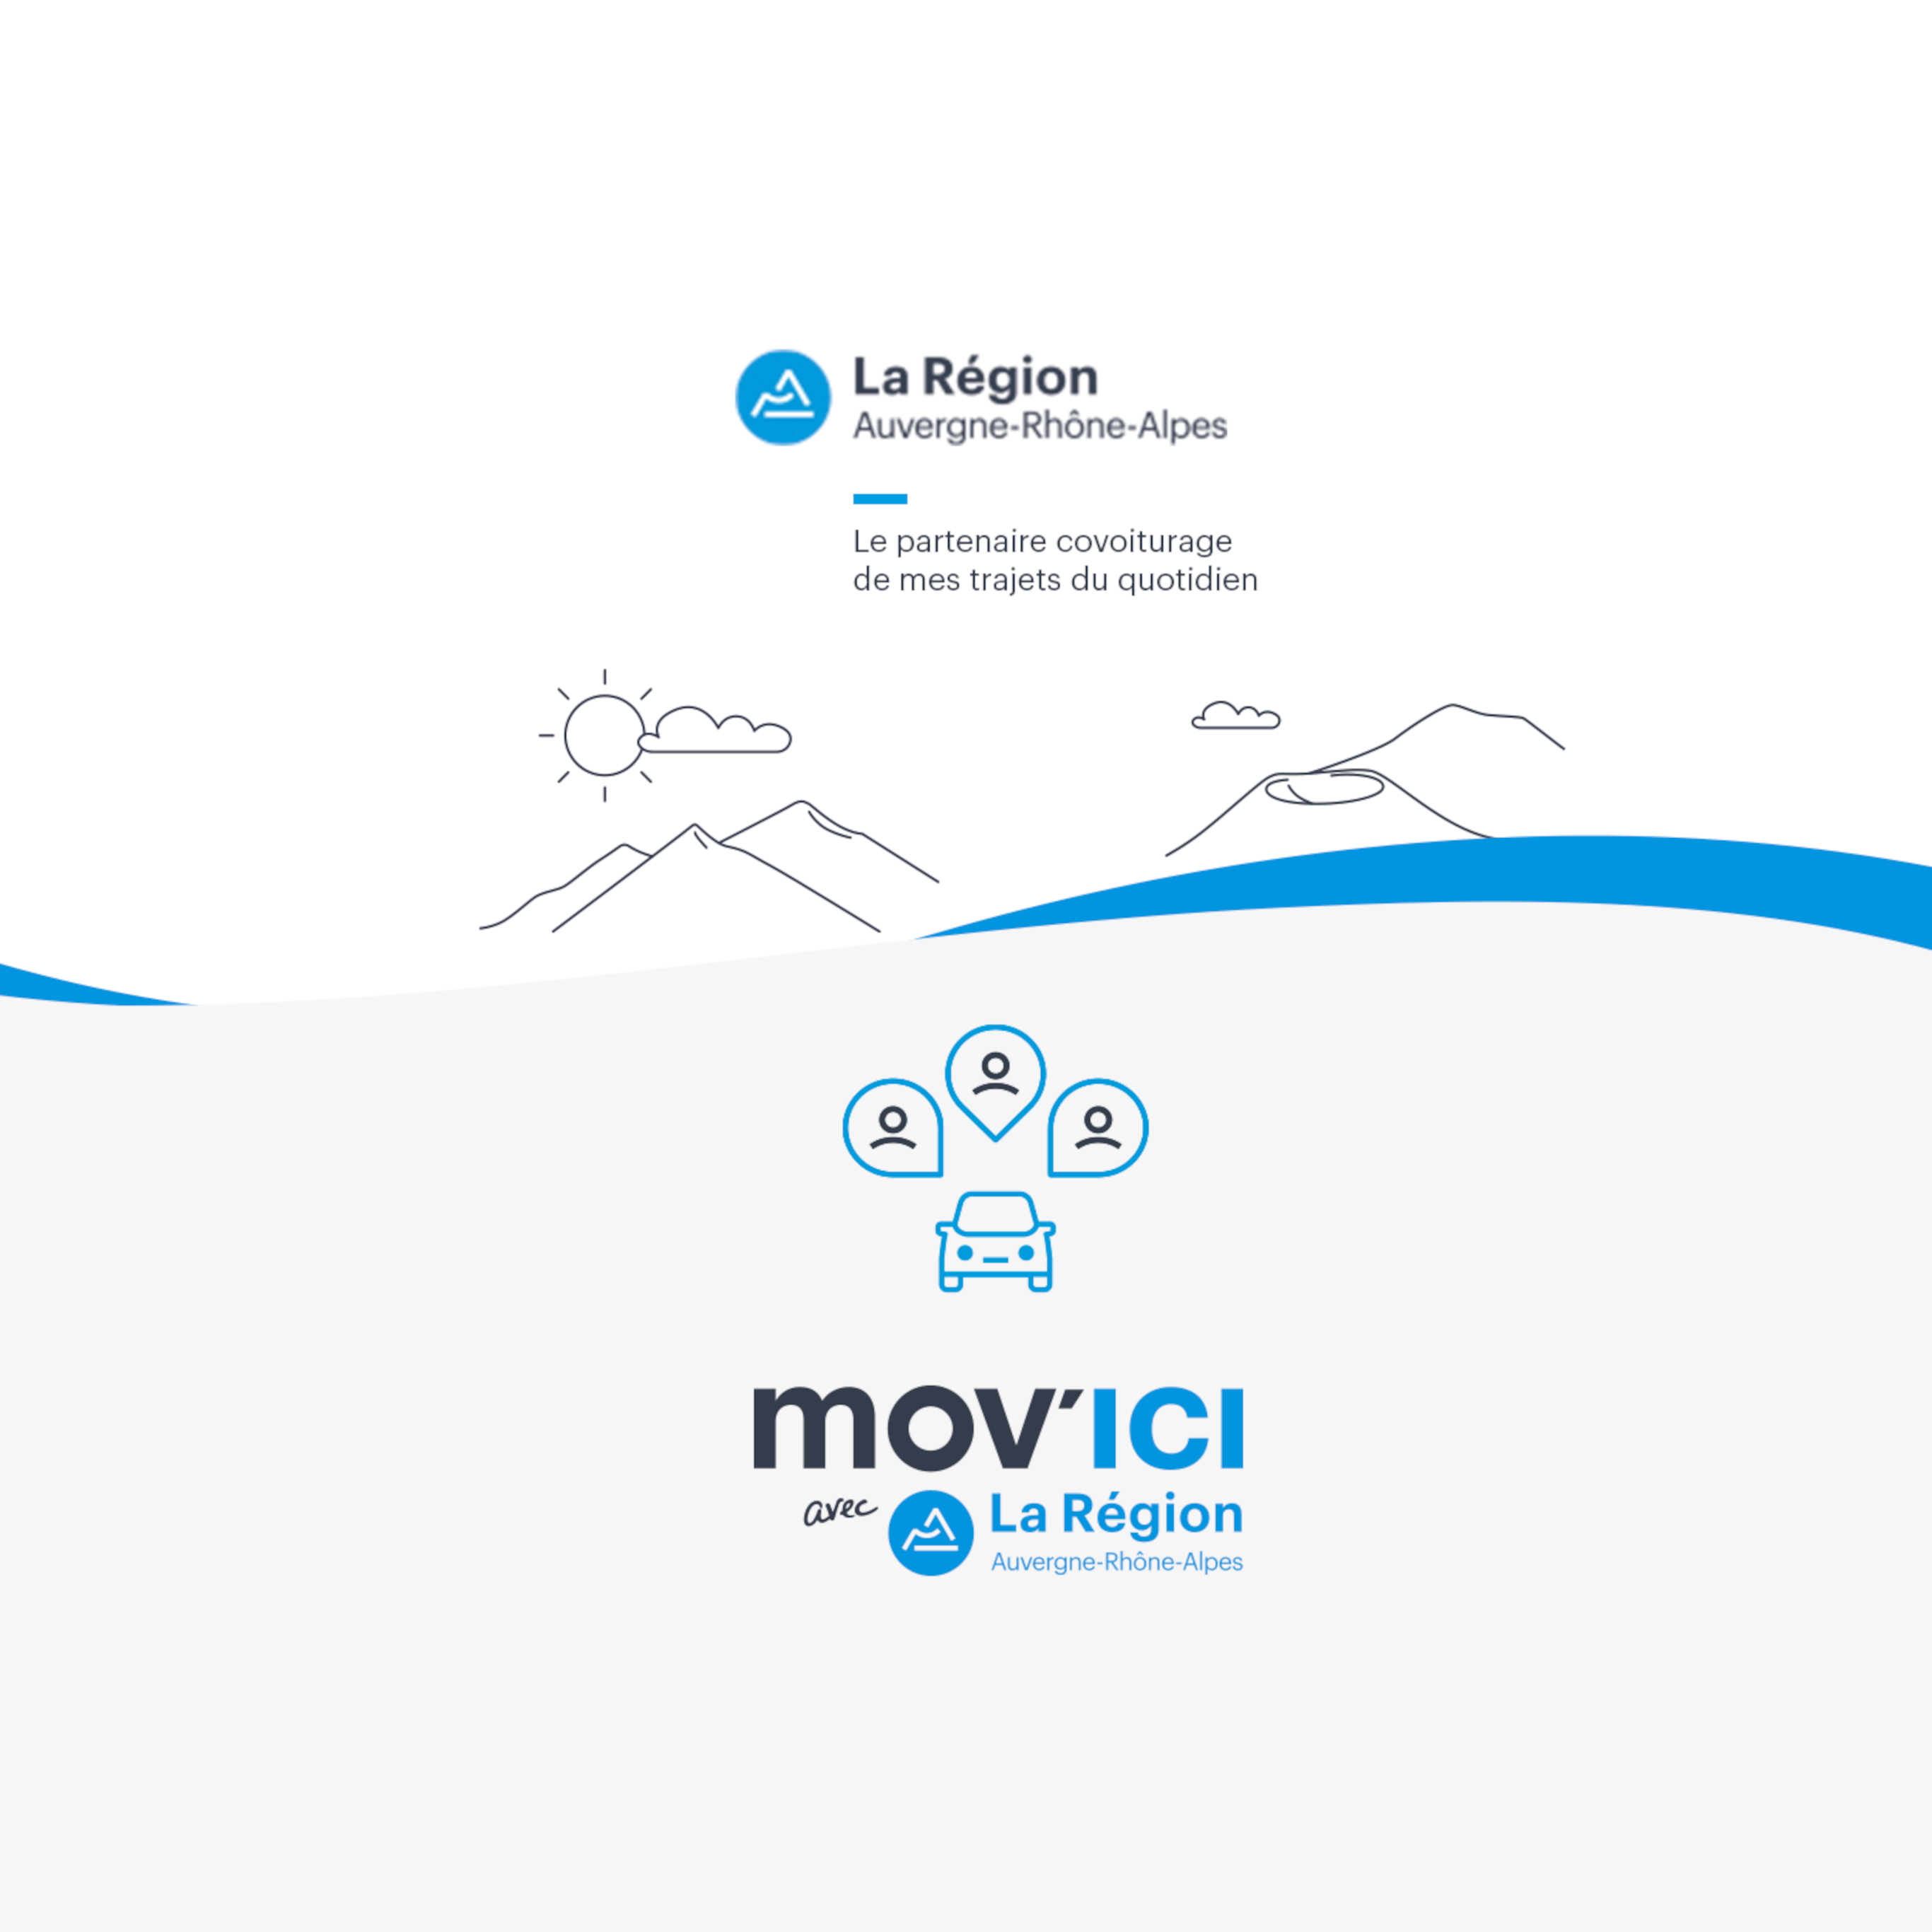 La Région
Auvergne-Rhône-Alpes
Le partenaire covoiturage
de mes trajets du quotidien
mov'ICI
avec
La Région
Auvergne-Rhône-Alpes